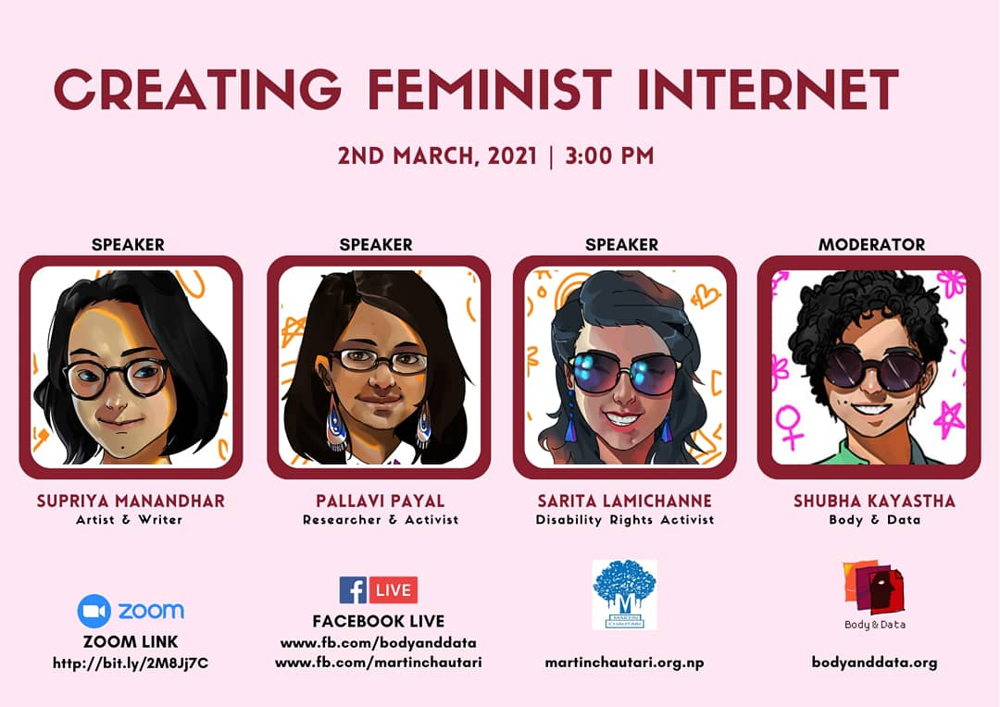 CREATING FEMINIST INTERNET
2ND MARCH, 2021 | 3:00 PM
SPEAKER
SUPRIYA MANANDHAR
Artist & Writer
SPEAKER
PALLAVI PAYAL
Researcher & Activist
SPEAKER
SARITA LAMICHANNE
Disability Rights Activist
MODERATOR
SHUBHA KAYASTHA
Body & Data
zoom
ZOOM LINK
http://bit.ly/2M8Jj7C
f LIVE
FACEBOOK LIVE
www.fb.com/bodyanddata
www.fb.com/martinchautari
M
MARTIN
CHAUTARI
martinchautari.org.np
Body & Data
bodyanddata.org